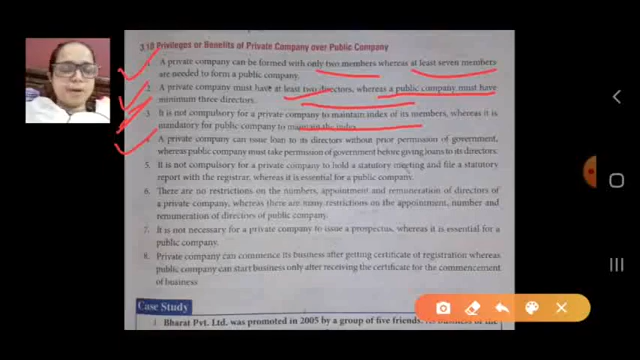 3.10 Privileges or Benefits of Private Company over Public Company
1. A private company can be formed with only two members whereas at least seven members
are needed to form a public company.
2. A private company must have at least two directors, whereas a public company must have
minimum three directors.
3. It is not compulsory for a private company to maintain index of its members, whereas it is
mandatory for public company to maintain the index.
A private company can issue loan to its directors without prior permission of government,
whereas public company must take permission of government before giving loans to its directors.
5. It is not compulsory for a private company to hold a statutory meeting and file a statutory
report with the registrar, whereas it is essential for a public company.
6. There are no restrictions on the numbers, appointment and remuneration of directors of
a private company, whereas there are many restrictions on the appointment, number and
remuneration of directors of public company.
7. It is not necessary for a private company to issue a prospectus, whereas it is essential for a
public company.
8. Private company can commence its business after getting certificate of registration whereas
public company can start business only after receiving the certificate for the commencement
of business
Case Study
1. Bharat Pvt. Ltd. was promoted in 2005 by a group of five friends. business of the